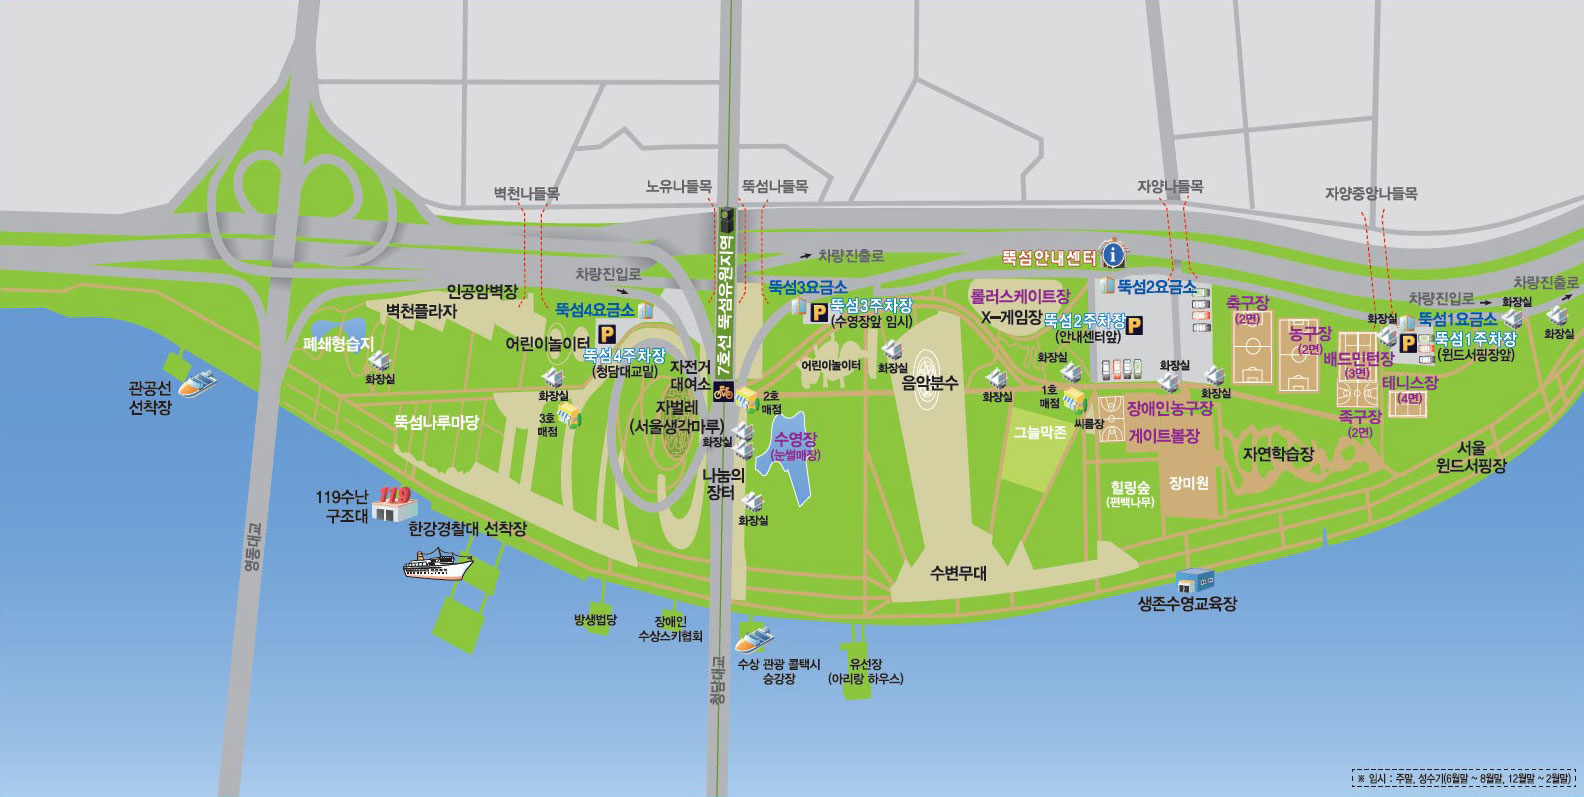 벽천나들목
노유나들목
뚝섬나들목
자양나들목
자양중앙나들목
차량진입로
차량진출로
뚝섬안내센터
차량진출로
차량진입로
화장실
인공암벽장
벽천플라자
뚝섬4요금소
7호선 뚝섬유원지역
뚝섬3요금소
뚝섬3주차장
(수영장앞 임시)
롤러스케이트장
X-게임장
뚝섬2요금소
뚝섬2주차장
(안내센터앞)
축구장
(2면)
농구장
(2면)
배드민턴장
(3면)
테니스장
(4면)
족구장
(2면)
화장실
뚝섬1요금소
뚝섬1주차장
(윈드서핑장앞)
화장실
폐쇄형습지
화장실
어린이놀이터
뚝섬4주차장
(청담대교밑)
화장실
3호
매점
자전거
대여소
2호
매점
어린이놀이터
화장실
음악분수
화장실
화장실
1호
매점
화장실
화장실
씨름장
장애인농구장
게이트볼장
관공선
선착장
뚝섬나루마당
자벌레
(서울생각마루)
화장실
수영장
(눈썰매장)
그늘막존
자연학습장
서울
윈드서핑장
나눔의
장터
화장실
힐링숲
(편백나무)
장미원
119수난
구조대
119
한강경찰대 선착장
영동대교
수변무대
생존수영교육장
방생법당
장애인
수상스키협회
청담대교
수상 관광 콜택시
승강장
유선장
(아리랑 하우스)
※ 임시 : 주말, 성수기(6월말 ~ 8월말, 12월말 ~ 2월말)